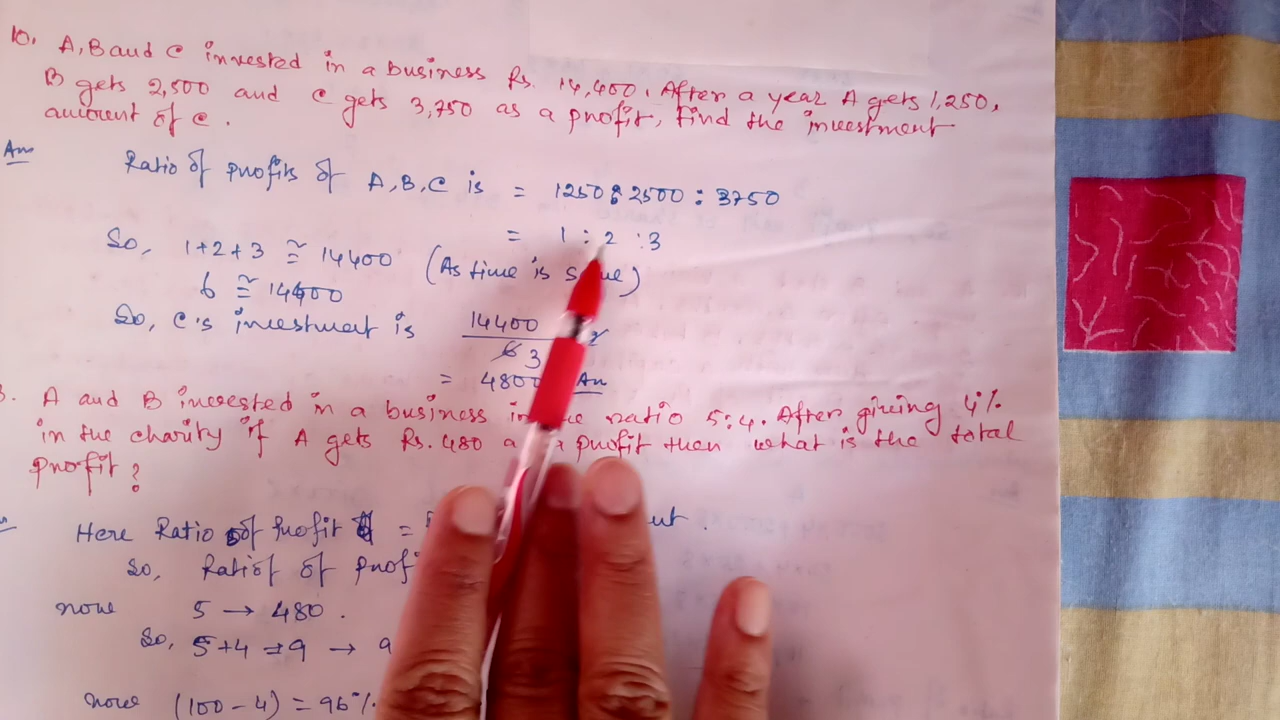 10. A, B and C invested in a business Rs. 14,400. After a year A gets 1,250,
B gets 2,500 and C gets 3,750 as a profit, find the investment
amount of C.
Ans Ratio of profits of A, B, C is = 1250 : 2500 : 3750
= 1 : 2 : 3
So, 1+2+3 ≅ 14400 (As time is same)
6 ≅ 14400
So, C's investment is 14400
6 3
= 4800 Ans
A and B invested in a business in the ratio 5:4. After giving 4%
in the charity if A gets Rs. 480 as a profit then what is the total
profit?
Here Ratio of profit =
So, Ratiof of prof
now 5 → 480.
So, 5+4=9 → 9
now (100-4) = 96%.